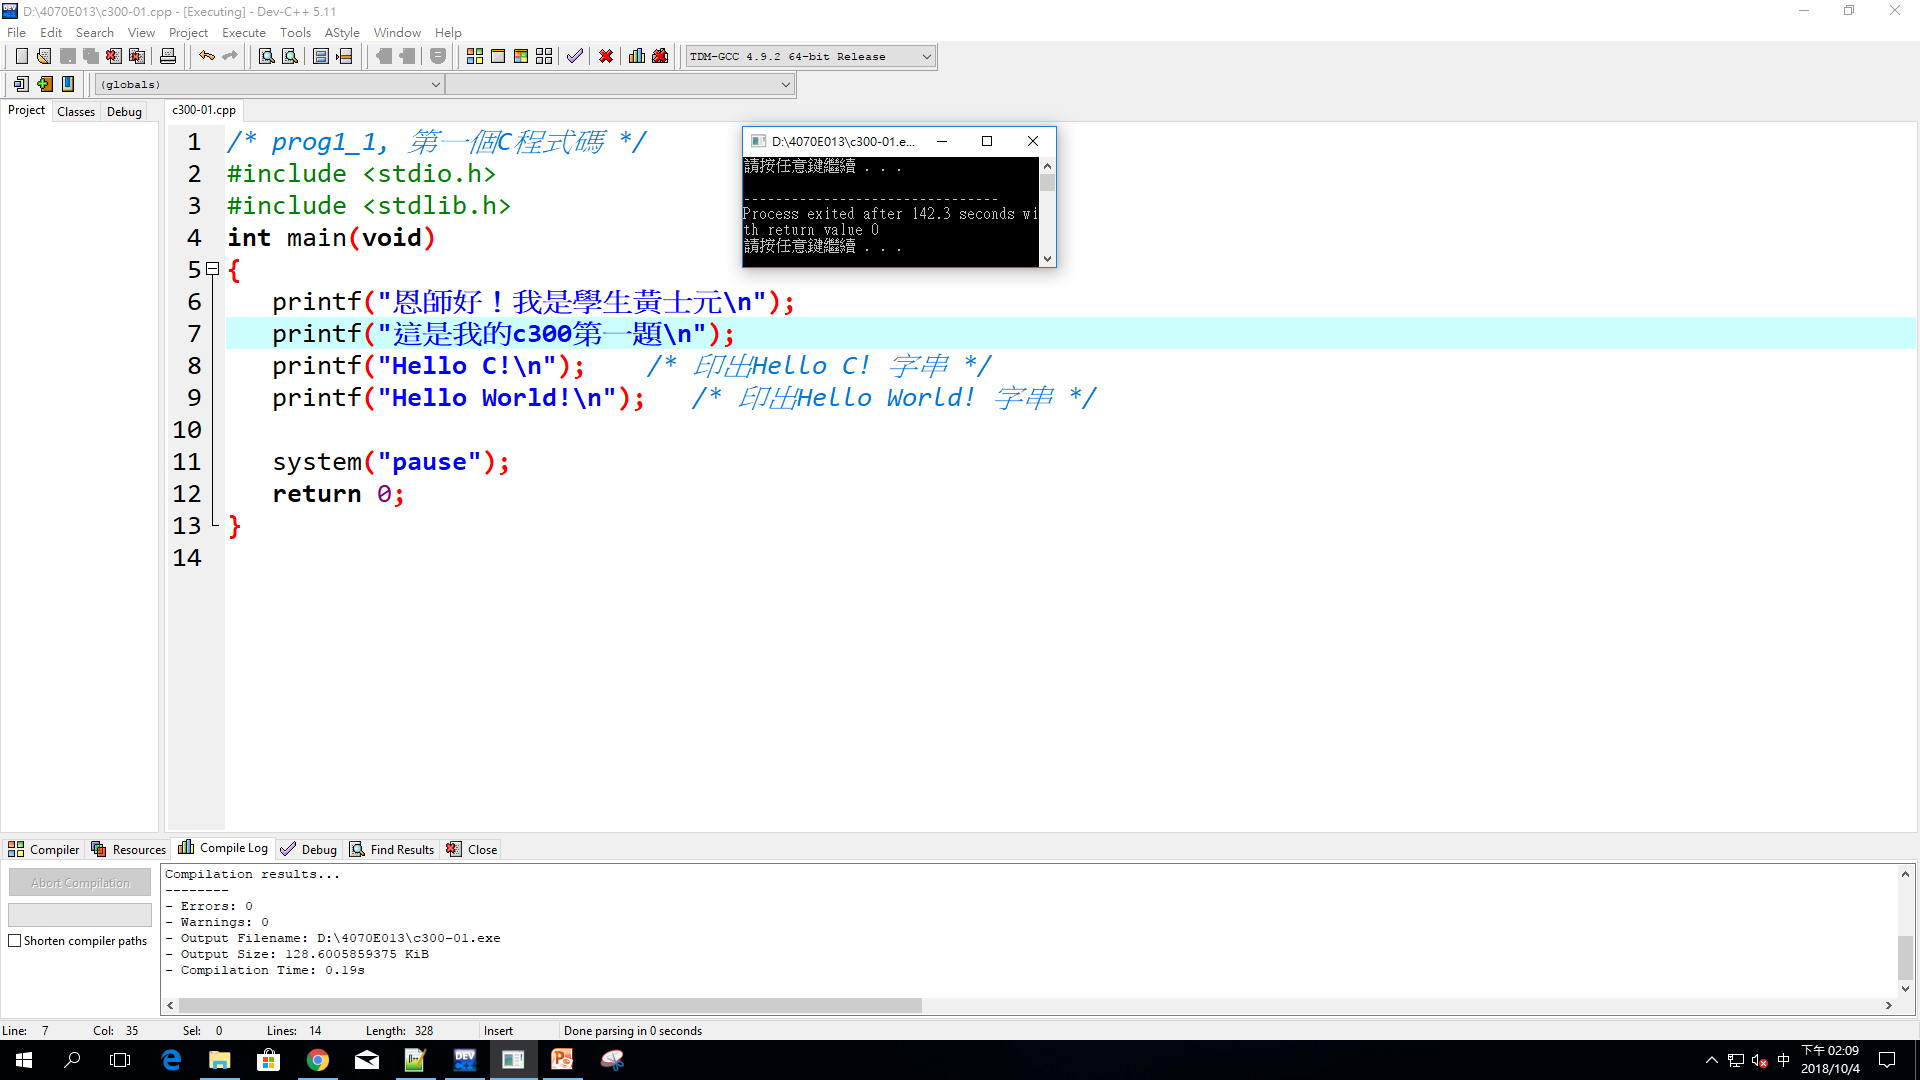 D:\4070E013\c300-01.cpp - [Executing] - Dev-C++ 5.11
File Edit Search View Project Execute Tools AStyle Window Help
TDM-GCC 4.9.2 64-bit Release
(globals)
Project Classes Debug
c300-01.cpp
1 /* prog1_1, 第一個C程式碼 */
2 #include <stdio.h>
3 #include <stdlib.h>
4 int main(void)
5 {
6 printf("恩師好！我是學生黃士元\n");
7 printf("這是我的c300第一題\n");
8 printf("Hello C!\n"); /* 印出Hello C! 字串 */
9 printf("Hello World!\n"); /* 印出Hello World! 字串 */
10
11 system("pause");
12 return 0;
13 }
14
D:\4070E013\c300-01.e...
請按任意鍵繼續 . . .
--------------------------------
Process exited after 142.3 seconds wi
th return value 0
請按任意鍵繼續 . . .
Compiler Resources Compile Log Debug Find Results Close
Abort Compilation
Shorten compiler paths
Compilation results...
--------
- Errors: 0
- Warnings: 0
- Output Filename: D:\4070E013\c300-01.exe
- Output Size: 128.6005859375 KiB
- Compilation Time: 0.19s
Line: 7 Col: 35 Sel: 0 Lines: 14 Length: 328 Insert Done parsing in 0 seconds
中
下午 02:09
2018/10/4